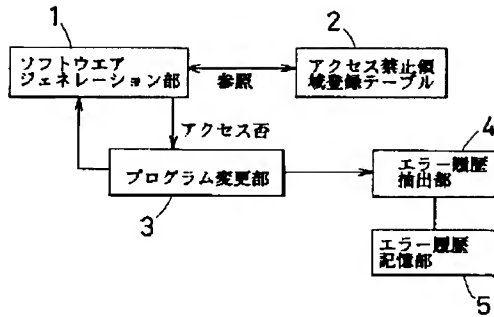 1
ソフトウエア
ジェネレーション部
参照
2
アクセス禁止領
域登録テーブル
アクセス否
プログラム変更部
3
4
エラー履歴
抽出部
エラー履歴
記憶部
5